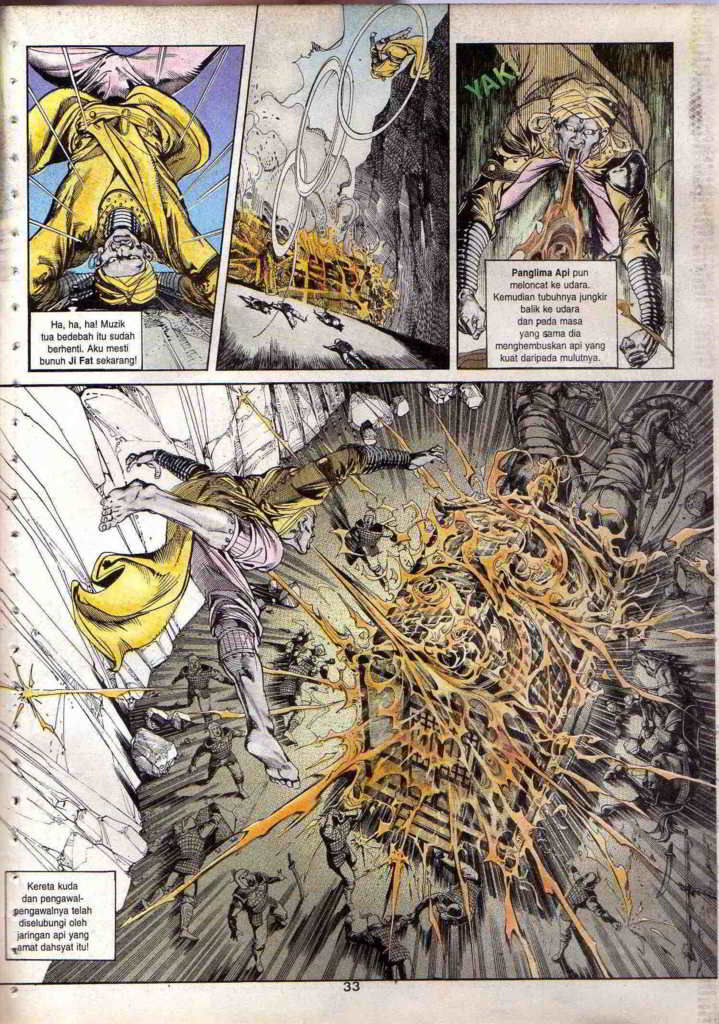 Ha, ha, ha! Muzik
tua bedebah itu sudah
berhenti. Aku mesti
bunuh Ji Fat sekarang!
YAK!
Panglima Api pun
meloncat ke udara.
Kemudian tubuhnya jungkir
balik ke udara
dan pada masa
yang sama dia
menghembuskan api yang
kuat daripada mulutnya.
Kereta kuda
dan pengawal-
pengawalnya telah
diselubungi oleh
jaringan api yang
amat dahsyat itu!
33